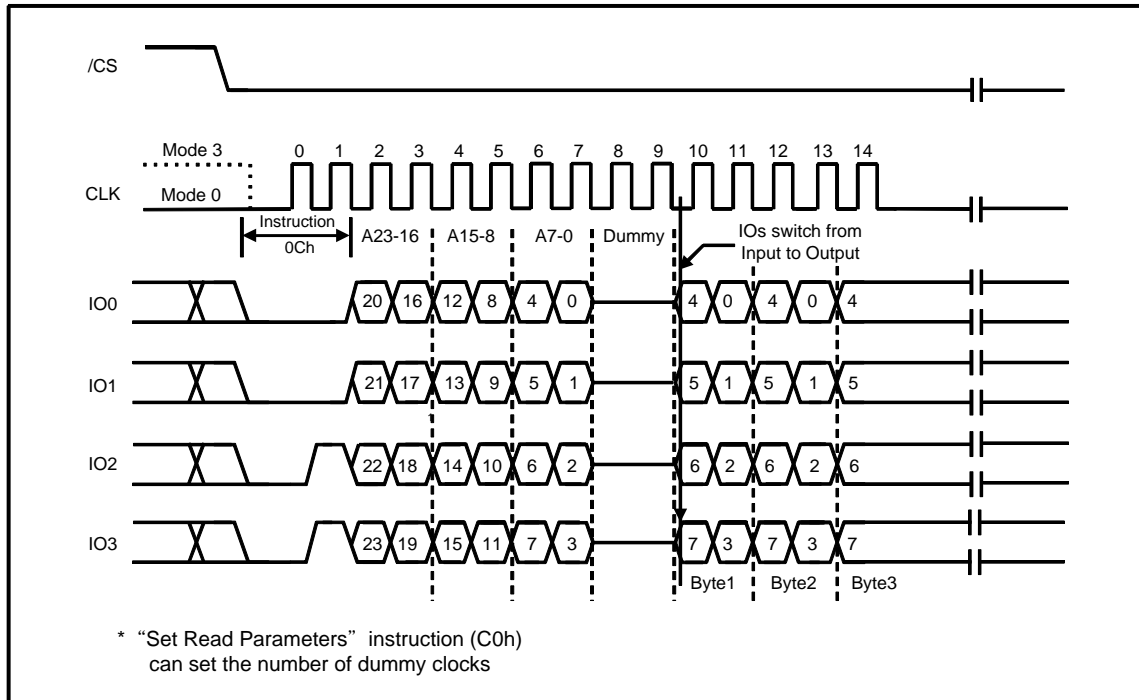 /CS
Mode 3
0 1 2 3 4 5 6 7 8 9 10 11 12 13 14
CLK
Mode 0
Instruction
0Ch
A23-16 A15-8 A7-0 Dummy
IOs switch from
Input to Output
IO0 20 16 12 8 4 0 4 0 4 0 4
IO1 21 17 13 9 5 1 5 1 5 1 5
IO2 22 18 14 10 6 2 6 2 6 2 6
IO3 23 19 15 11 7 3 7 3 7 3 7
Byte1 Byte2 Byte3
* “Set Read Parameters” instruction (C0h)
can set the number of dummy clocks